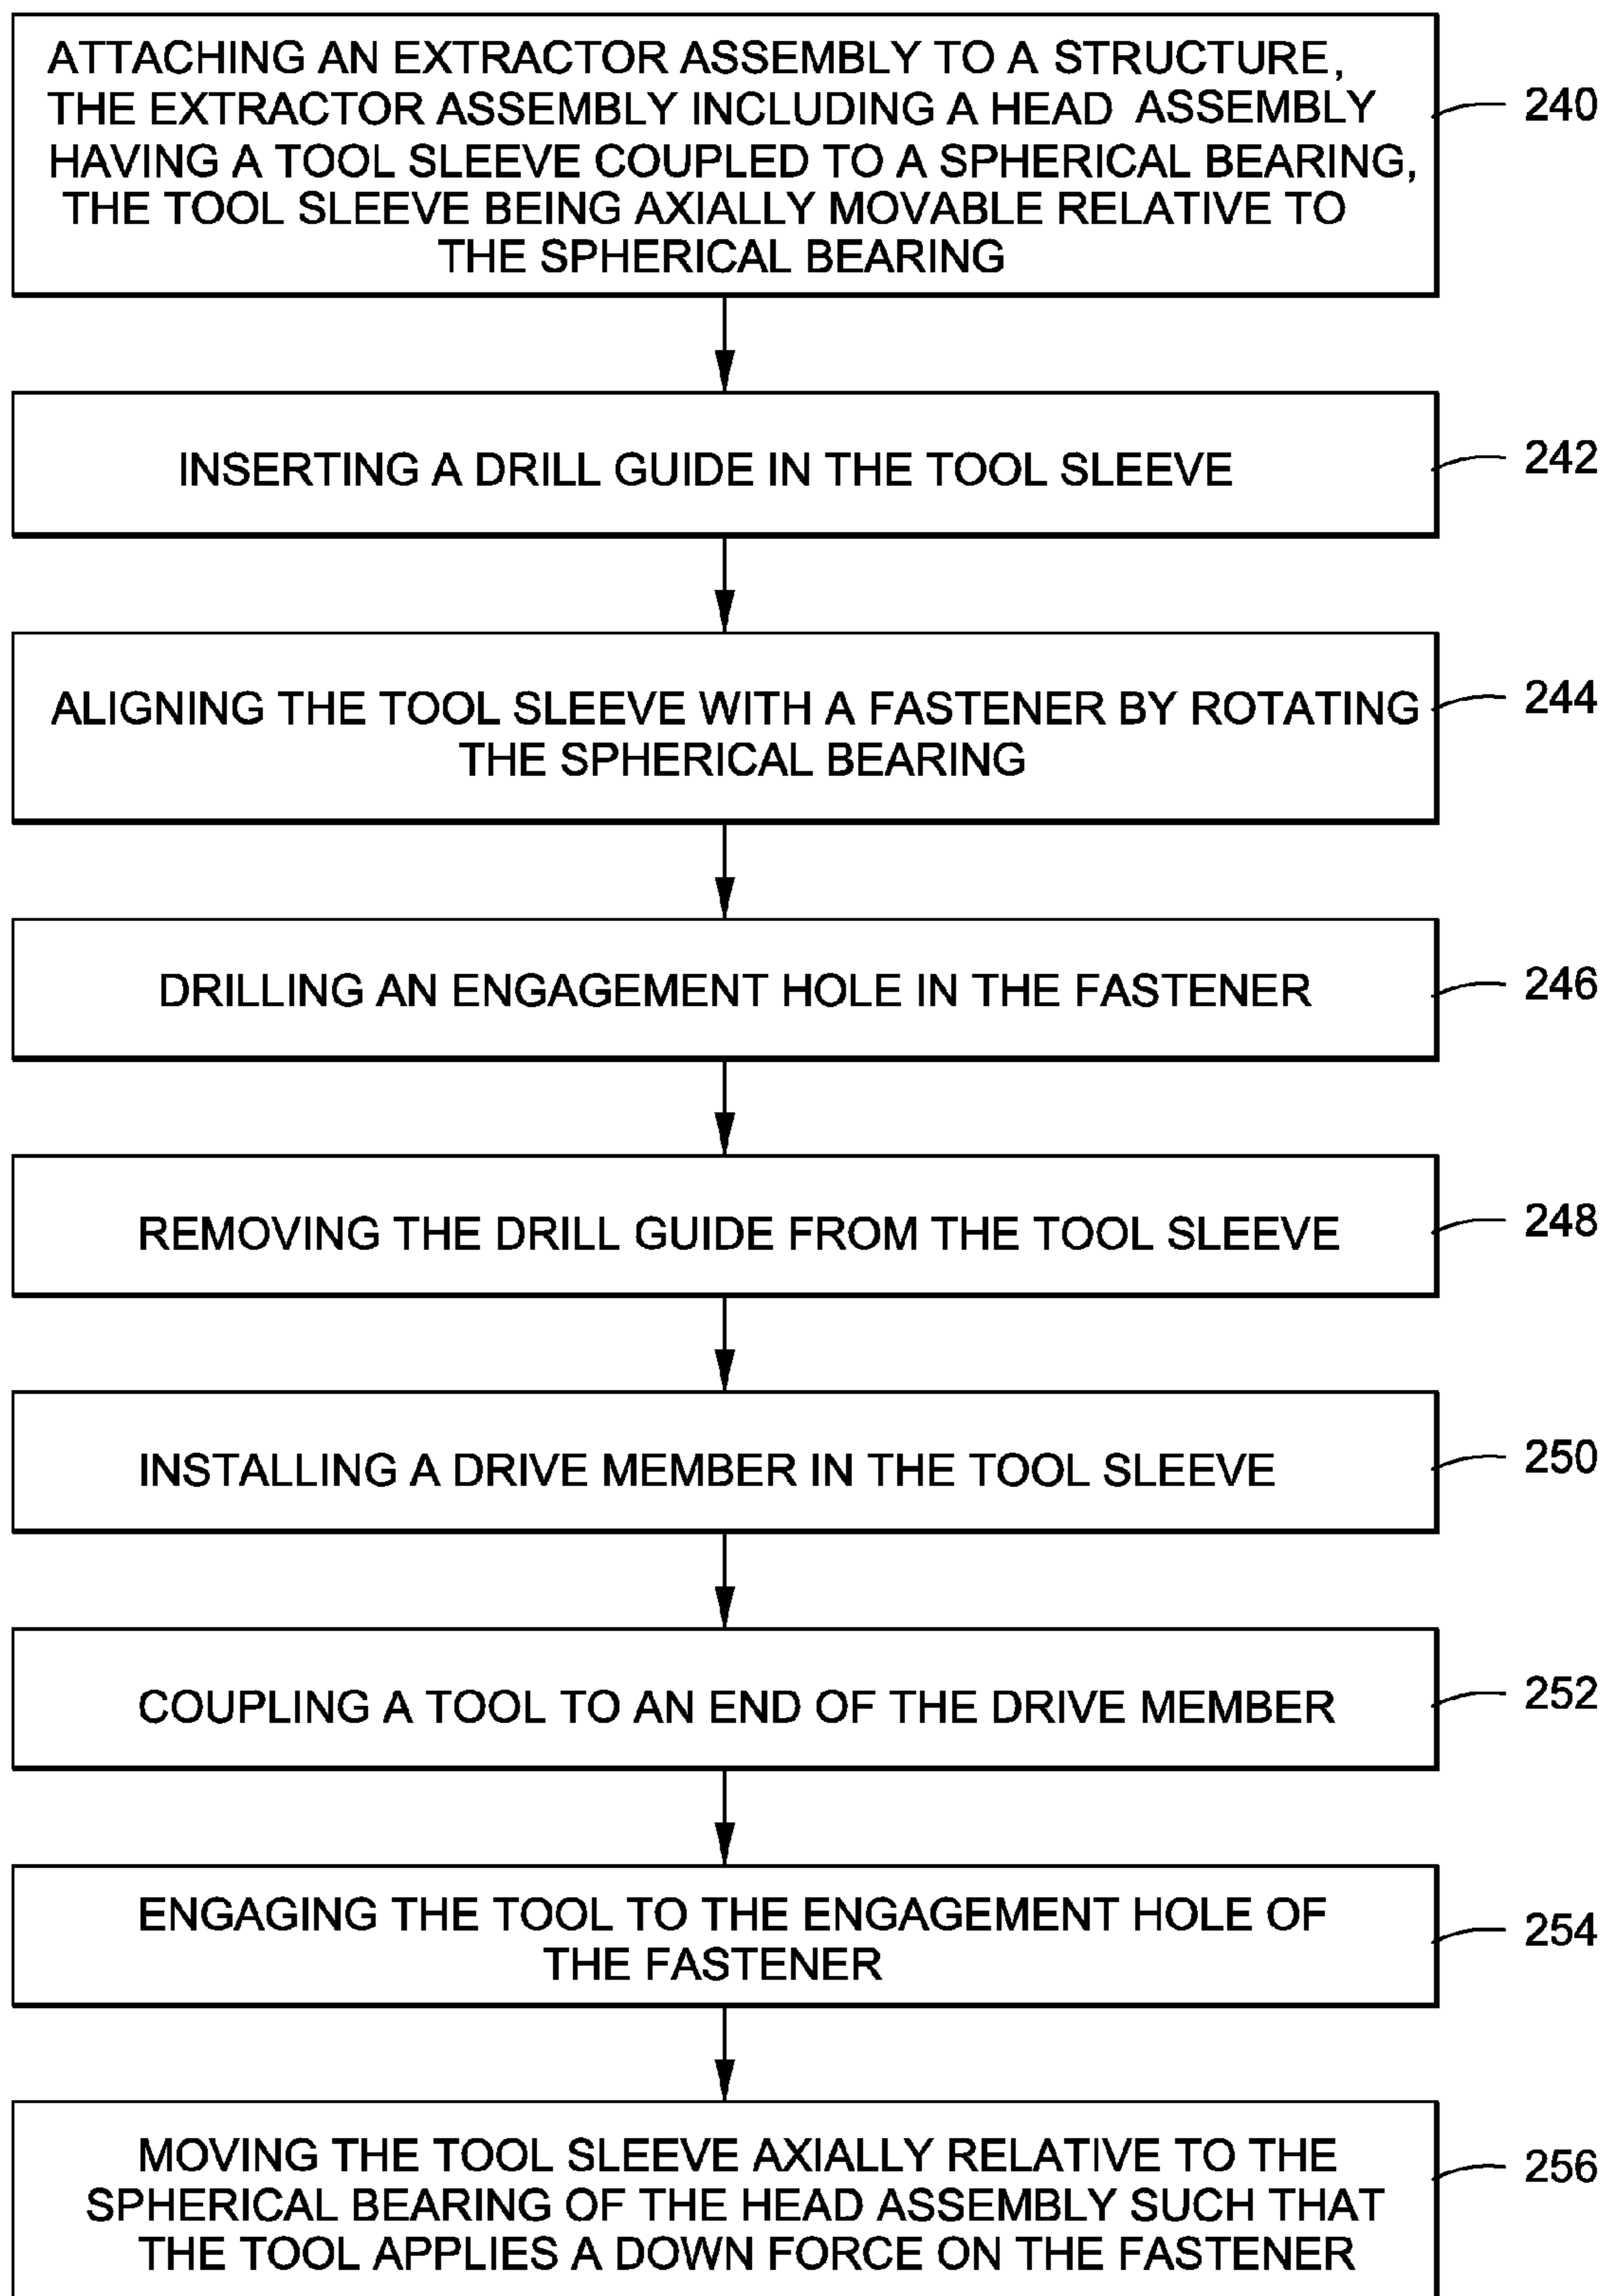 ATTACHING AN EXTRACTOR ASSEMBLY TO A STRUCTURE,
THE EXTRACTOR ASSEMBLY INCLUDING A HEAD ASSEMBLY
HAVING A TOOL SLEEVE COUPLED TO A SPHERICAL BEARING,
THE TOOL SLEEVE BEING AXIALLY MOVABLE RELATIVE TO
THE SPHERICAL BEARING
240
INSERTING A DRILL GUIDE IN THE TOOL SLEEVE
242
ALIGNING THE TOOL SLEEVE WITH A FASTENER BY ROTATING
THE SPHERICAL BEARING
244
DRILLING AN ENGAGEMENT HOLE IN THE FASTENER
246
REMOVING THE DRILL GUIDE FROM THE TOOL SLEEVE
248
INSTALLING A DRIVE MEMBER IN THE TOOL SLEEVE
250
COUPLING A TOOL TO AN END OF THE DRIVE MEMBER
252
ENGAGING THE TOOL TO THE ENGAGEMENT HOLE OF
THE FASTENER
254
MOVING THE TOOL SLEEVE AXIALLY RELATIVE TO THE
SPHERICAL BEARING OF THE HEAD ASSEMBLY SUCH THAT
THE TOOL APPLIES A DOWN FORCE ON THE FASTENER
256